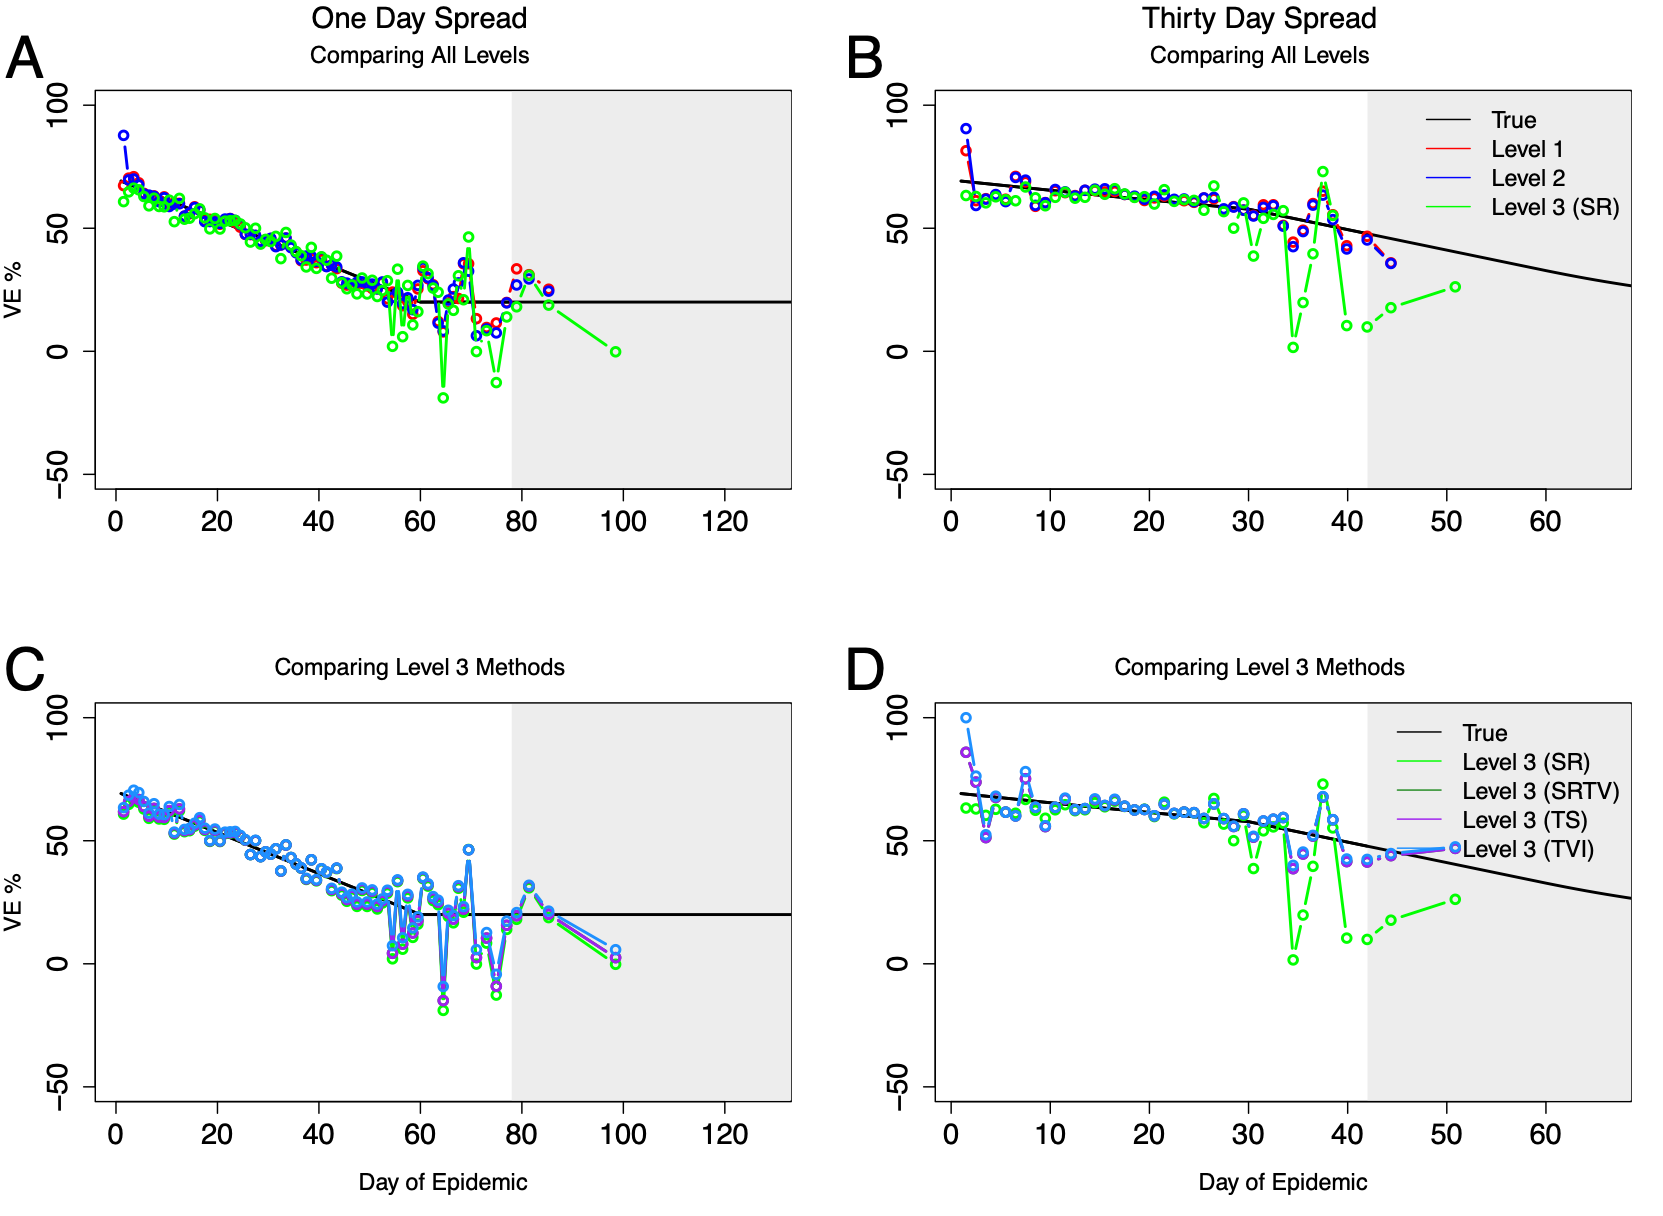 One Day Spread
Thirty Day Spread
A
Comparing All Levels
B
Comparing All Levels
VE %
100
50
0
−50
0 20 40 60 80 100 120
100
50
0
−50
0 10 20 30 40 50 60
True
Level 1
Level 2
Level 3 (SR)
C
Comparing Level 3 Methods
D
Comparing Level 3 Methods
VE %
100
50
0
−50
0 20 40 60 80 100 120
Day of Epidemic
100
50
0
−50
0 10 20 30 40 50 60
Day of Epidemic
True
Level 3 (SR)
Level 3 (SRTV)
Level 3 (TS)
Level 3 (TVI)